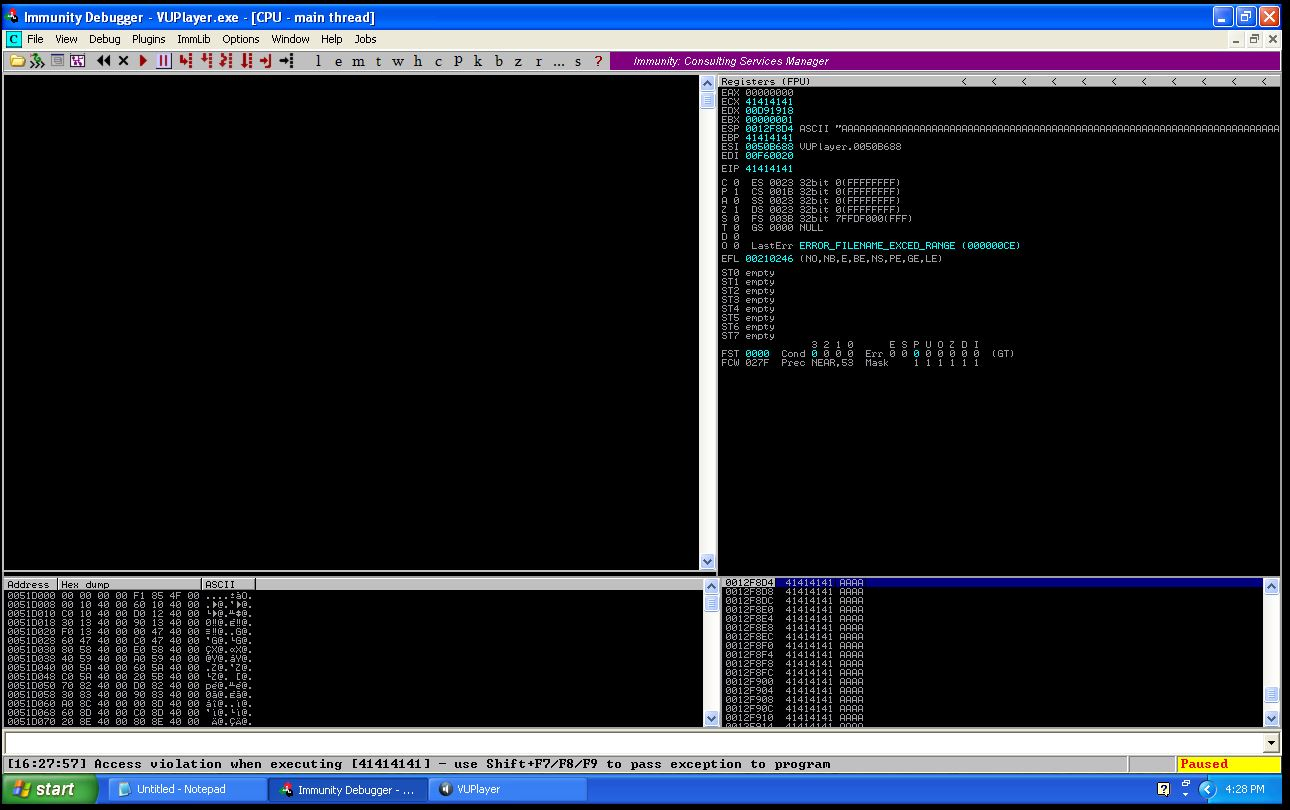 Immunity Debugger - VUPlayer.exe - [CPU - main thread]
C File View Debug Plugins ImmLib Options Window Help Jobs
l e m t w h c P k b z r ... s ? Immunity: Consulting Services Manager
Registers (FPU) < < < < < < < < < < <
EAX 00000000
ECX 41414141
EDX 00D91918
EBX 00000001
ESP 0012F8D4 ASCII "AAAAAAAAAAAAAAAAAAAAAAAAAAAAAAAAAAAAAAAAAAAAAAAAAAAAAAAAAAAAAAAAAAAAAAAAAA
EBP 41414141
ESI 0050B688 VUPlayer.0050B688
EDI 00F60020
EIP 41414141
C 0 ES 0023 32bit 0(FFFFFFFF)
P 1 CS 001B 32bit 0(FFFFFFFF)
A 0 SS 0023 32bit 0(FFFFFFFF)
Z 1 DS 0023 32bit 0(FFFFFFFF)
S 0 FS 003B 32bit 7FFDF000(FFF)
T 0 GS 0000 NULL
D 0
O 0 LastErr ERROR_FILENAME_EXCED_RANGE (000000CE)
EFL 00210246 (NO,NB,E,BE,NS,PE,GE,LE)
ST0 empty
ST1 empty
ST2 empty
ST3 empty
ST4 empty
ST5 empty
ST6 empty
ST7 empty
3 2 1 0 E S P U O Z D I
FST 0000 Cond 0 0 0 0 Err 0 0 0 0 0 0 0 0 (GT)
FCW 027F Prec NEAR,53 Mask 1 1 1 1 1 1
Address Hex dump ASCII
0051D000 00 00 00 00 F1 85 4F 00
0051D008 00 10 40 00 60 10 40 00
0051D010 C0 10 40 00 D0 12 40 00
0051D018 30 13 40 00 90 13 40 00
0051D020 F0 13 40 00 00 47 40 00
0051D028 60 47 40 00 C0 47 40 00
0051D030 80 58 40 00 E0 58 40 00
0051D038 40 59 40 00 A0 59 40 00
0051D040 00 5A 40 00 60 5A 40 00
0051D048 C0 5A 40 00 20 5B 40 00
0051D050 70 82 40 00 D0 82 40 00
0051D058 30 83 40 00 90 83 40 00
0051D060 A0 8C 40 00 00 8D 40 00
0051D068 60 8D 40 00 C0 8D 40 00
0051D070 20 8E 40 00 80 8E 40 00
0012F8D4 41414141 AAAA
0012F8D8 41414141 AAAA
0012F8DC 41414141 AAAA
0012F8E0 41414141 AAAA
0012F8E4 41414141 AAAA
0012F8E8 41414141 AAAA
0012F8EC 41414141 AAAA
0012F8F0 41414141 AAAA
0012F8F4 41414141 AAAA
0012F8F8 41414141 AAAA
0012F8FC 41414141 AAAA
0012F900 41414141 AAAA
0012F904 41414141 AAAA
0012F908 41414141 AAAA
0012F90C 41414141 AAAA
0012F910 41414141 AAAA
0012F914 41414141 AAAA
[16:27:57] Access violation when executing [41414141] - use Shift+F7/F8/F9 to pass exception to program
Paused
start Untitled - Notepad Immunity Debugger - ... VUPlayer 4:28 PM